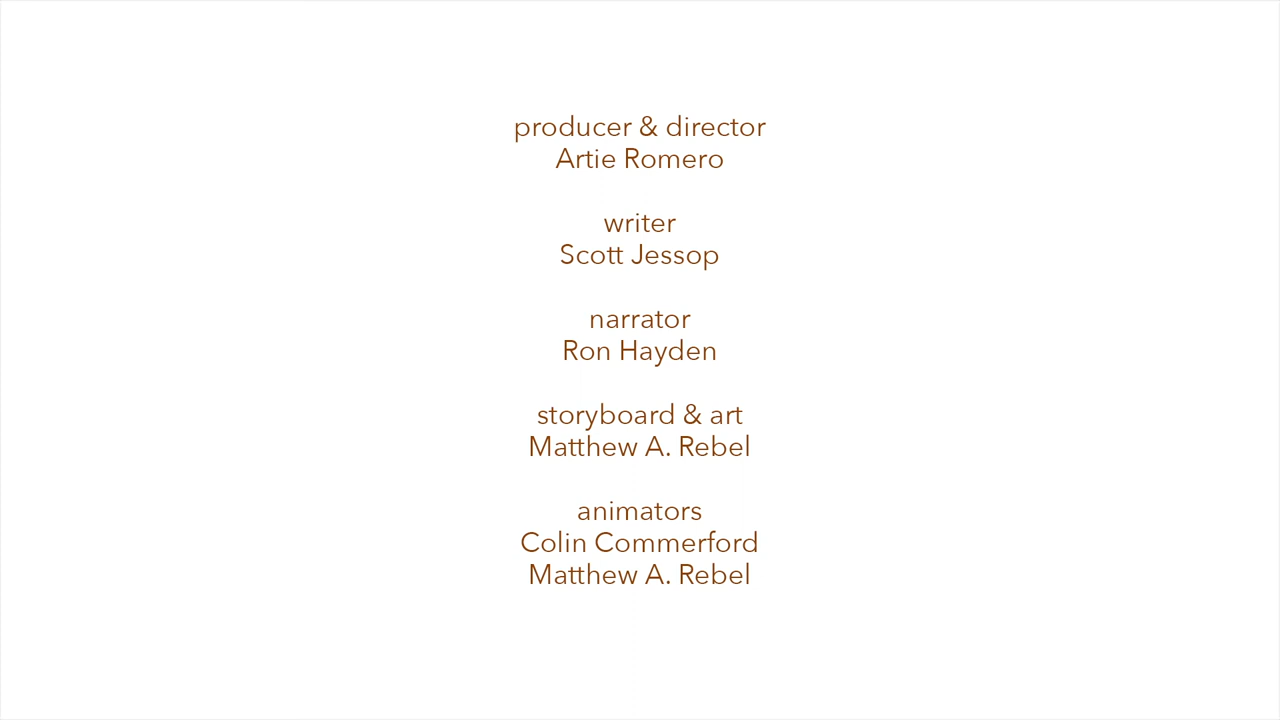 producer & director
Artie Romero
writer
Scott Jessop
narrator
Ron Hayden
storyboard & art
Matthew A. Rebel
animators
Colin Commerford
Matthew A. Rebel